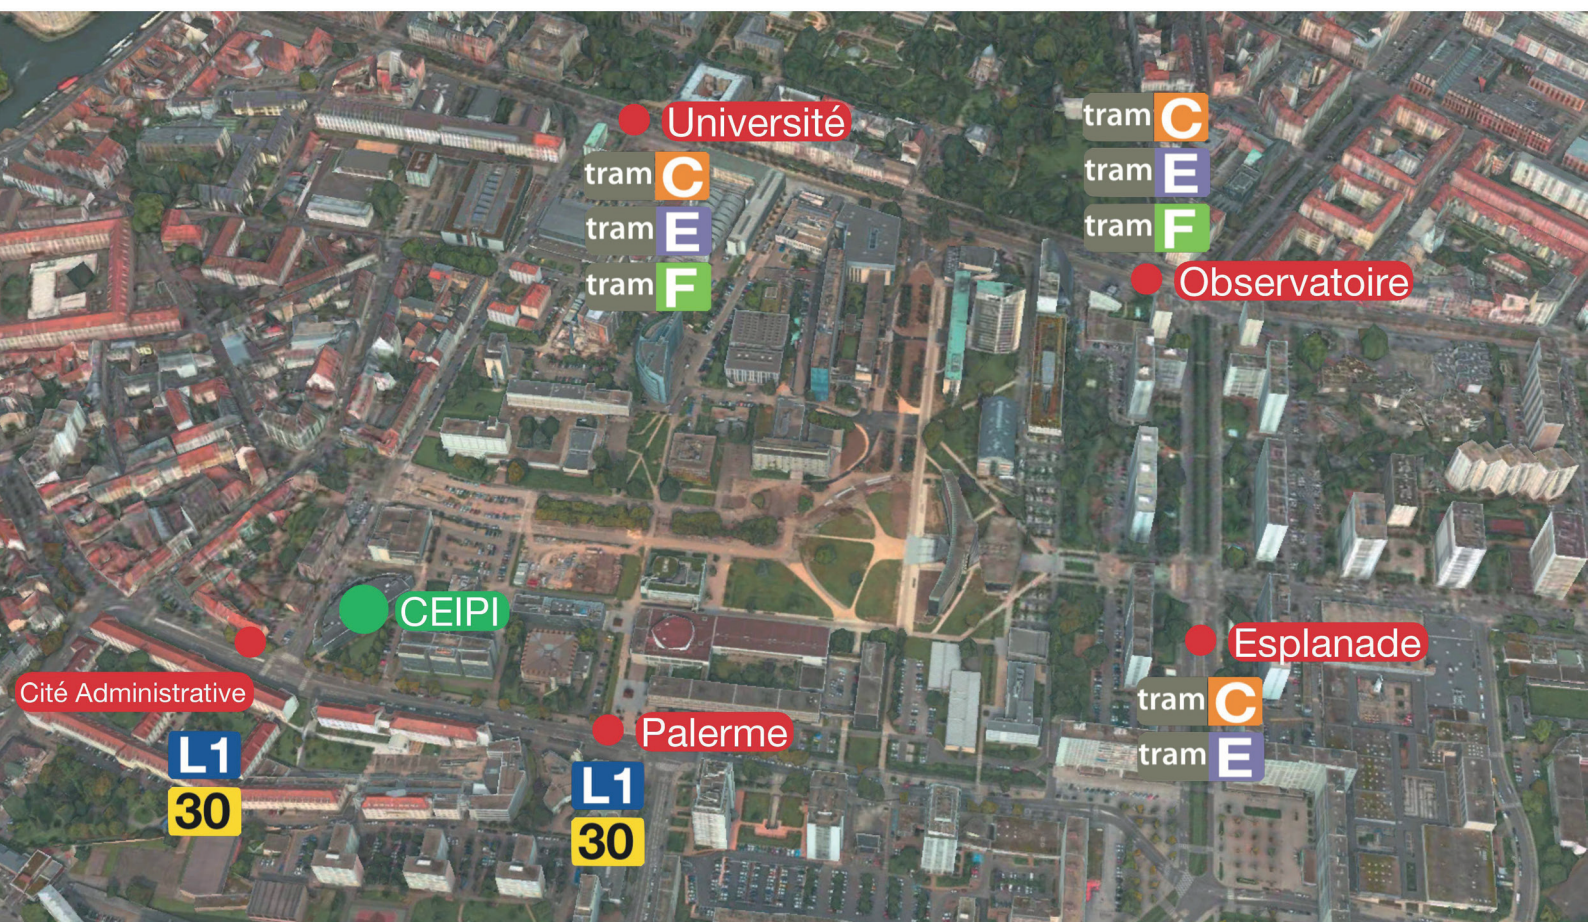 Université
tram C
tram E
tram F
tram C
tram E
tram F
Observatoire
CEIPI
Cité Administrative
L1
30
Palerme
L1
30
Esplanade
tram C
tram E